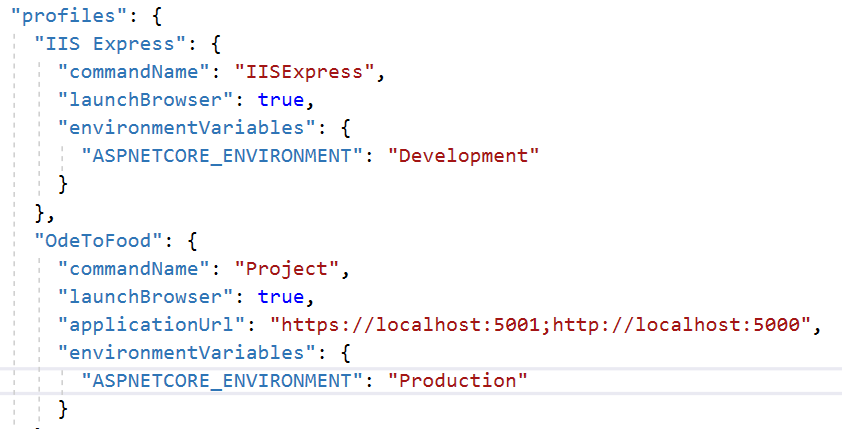 "profiles": {
"IIS Express": {
"commandName": "IISExpress",
"launchBrowser": true,
"environmentVariables": {
"ASPNETCORE_ENVIRONMENT": "Development"
}
},
"OdeToFood": {
"commandName": "Project",
"launchBrowser": true,
"applicationUrl": "https://localhost:5001;http://localhost:5000",
"environmentVariables": {
"ASPNETCORE_ENVIRONMENT": "Production"
}